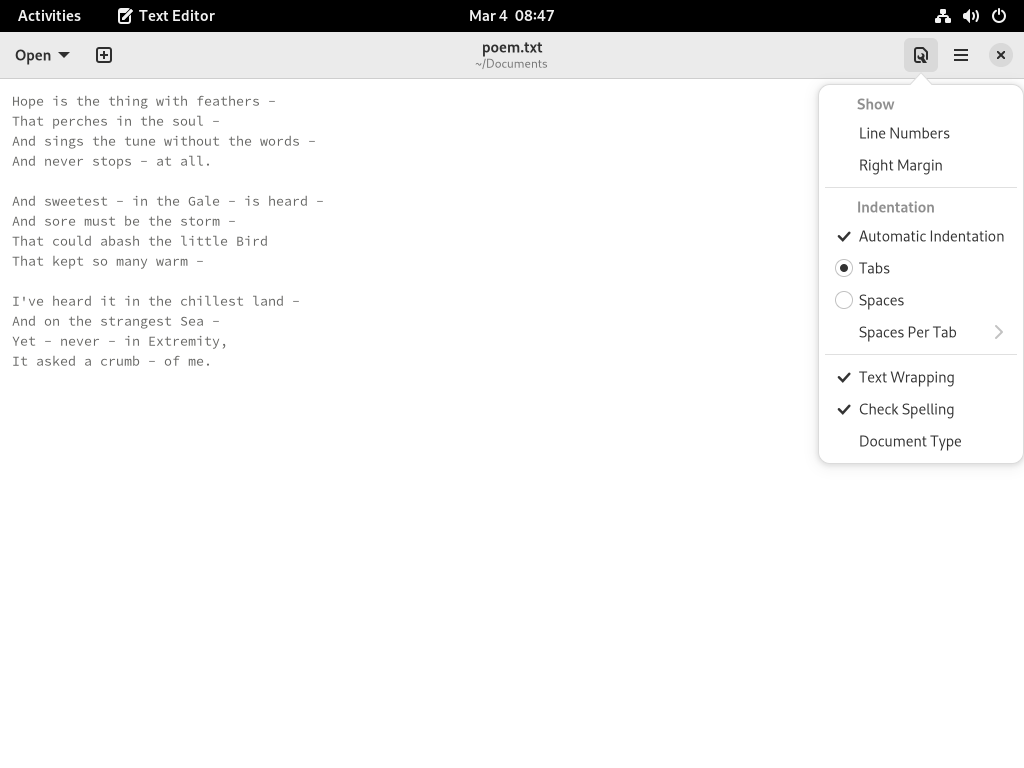 Activities
Text Editor
Mar 4 08:47
Open
poem.txt
~/Documents
Hope is the thing with feathers –
That perches in the soul –
And sings the tune without the words –
And never stops – at all.
And sweetest – in the Gale – is heard –
And sore must be the storm –
That could abash the little Bird
That kept so many warm –
I've heard it in the chillest land –
And on the strangest Sea –
Yet – never – in Extremity,
It asked a crumb – of me.
Show
Line Numbers
Right Margin
Indentation
Automatic Indentation
Tabs
Spaces
Spaces Per Tab
Text Wrapping
Check Spelling
Document Type